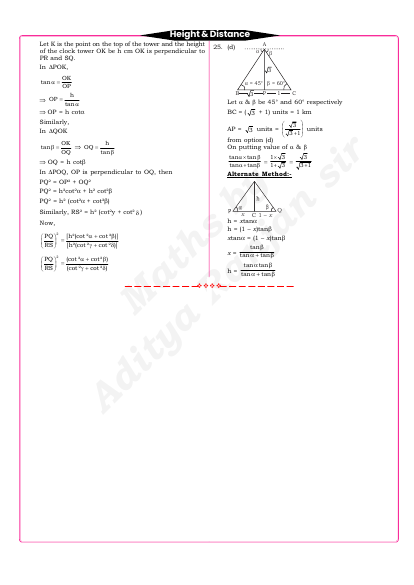 Height & Distance
Let K is the point on the top of the tower and the height
of the clock tower OK be h cm OK is perpendicular to
PR and SQ.
In ΔPOK,
tanα = OK/OP
⇒ OP = h/tanα
⇒ OP = h cotα
Similarly,
In ΔQOK
tanβ = OK/OQ ⇒ OQ = h/tanβ
⇒ OQ = h cotβ
In ΔPOQ, OP is perpendicular to OQ, then
PQ² = OP² + OQ²
PQ² = h²cot²α + h² cot²β
PQ² = h² (cot²α + cot²β)
Similarly, RS² = h² (cot²γ + cot²δ)
Now,
(PQ/RS)² = [h²(cot²α + cot²β)]/[h²(cot²γ + cot²δ)]
(PQ/RS)² = (cot²α + cot²β)/(cot²γ + cot²δ)
25. (d)
A
α β
√3
α = 45° β = 60°
B √3 P 1 C
Let α & β be 45° and 60° respectively
BC = (√3 + 1) units = 1 km
AP = √3 units = (√3/(√3+1)) units
from option (d)
On putting value of α & β
tanα×tanβ/tanα+tanβ = 1×√3/1+√3 = √3/√3+1
Alternate Method:-
h
P α β Q
x C 1 − x
h = xtanα
h = (1 – x)tanβ
xtanα = (1 – x)tanβ
x = tanβ/tanα + tanβ
h = tanαtanβ/tanα + tanβ
Maths by
Aditya Ranjan sir